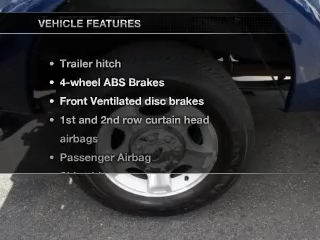 VEHICLE FEATURES
• Trailer hitch
• 4-wheel ABS Brakes
• Front Ventilated disc brakes
• 1st and 2nd row curtain head
airbags
• Passenger Airbag